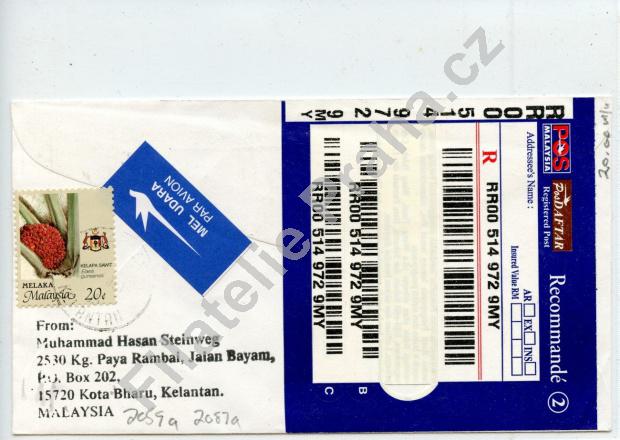 MEL UDARA
PAR AVION
KELAPA SAWIT
Elaeis
guineensis
MELAKA
Malaysia 20¢
From:
Muhammad Hasan Steinweg
2530 Kg. Paya Rambai, Jalan Bayam,
P.O. Box 202,
15720 Kota Bharu, Kelantan.
MALAYSIA
2059a 2087a
RR00 514 972 9MY
POS
MALAYSIA
PosDAFTAR
Registered Post
Recommandé 2
Addressee's Name :
Insured Value RM
AR
EX
INS
R RR00 514 972 9MY
RR00 514 972 9MY
B
RR00 514 972 9MY
C
Filatelie-Praha.cz